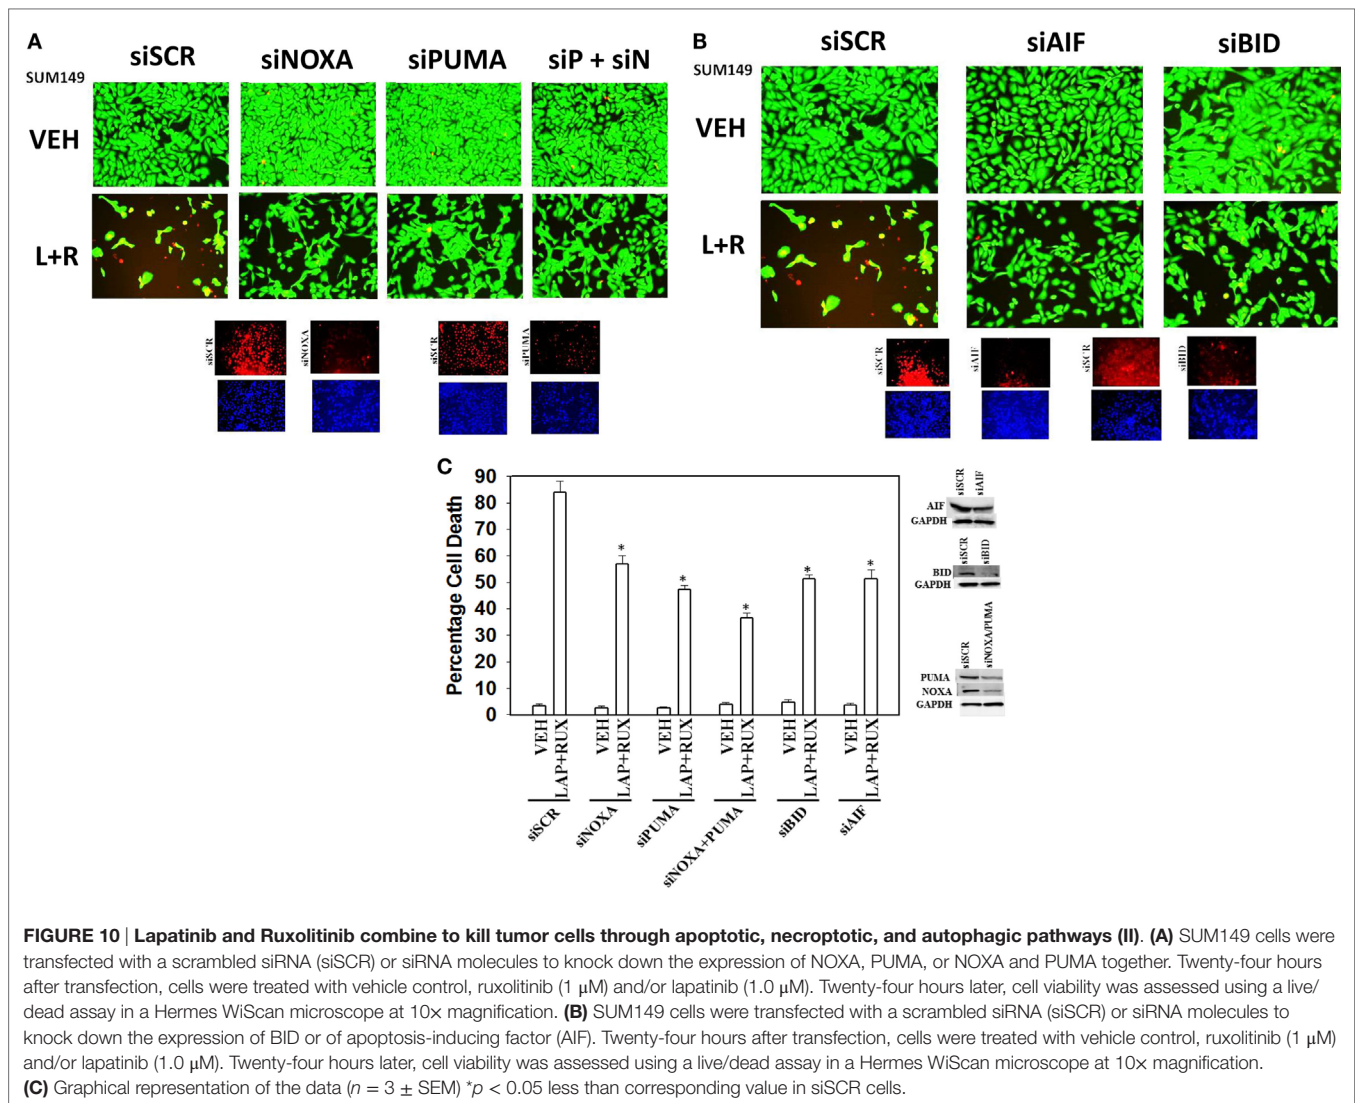 A
siSCR siNOXA siPUMA siP + siN
SUM149
VEH
L+R
siSCR
siNOXA
siSCR
siPUMA
B
siSCR siAIF siBID
SUM149
VEH
L+R
siSCR
siAIF
siSCR
siBID
C
Percentage Cell Death
90
80
70
60
50
40
30
20
10
0
*
*
*
*
*
VEH
LAP+RUX
VEH
LAP+RUX
VEH
LAP+RUX
VEH
LAP+RUX
VEH
LAP+RUX
VEH
LAP+RUX
siSCR
siNOXA
siPUMA
siNOXA+PUMA
siBID
siAIF
siSCR
siAIF
AIF
GAPDH
siSCR
siBID
BID
GAPDH
siSCR
siNOXA/PUMA
PUMA
NOXA
GAPDH
FIGURE 10 | Lapatinib and Ruxolitinib combine to kill tumor cells through apoptotic, necroptotic, and autophagic pathways (II). (A) SUM149 cells were
transfected with a scrambled siRNA (siSCR) or siRNA molecules to knock down the expression of NOXA, PUMA, or NOXA and PUMA together. Twenty-four hours
after transfection, cells were treated with vehicle control, ruxolitinib (1 μM) and/or lapatinib (1.0 μM). Twenty-four hours later, cell viability was assessed using a live/
dead assay in a Hermes WiScan microscope at 10× magnification. (B) SUM149 cells were transfected with a scrambled siRNA (siSCR) or siRNA molecules to
knock down the expression of BID or of apoptosis-inducing factor (AIF). Twenty-four hours after transfection, cells were treated with vehicle control, ruxolitinib (1 μM)
and/or lapatinib (1.0 μM). Twenty-four hours later, cell viability was assessed using a live/dead assay in a Hermes WiScan microscope at 10× magnification.
(C) Graphical representation of the data (n = 3 ± SEM) *p < 0.05 less than corresponding value in siSCR cells.